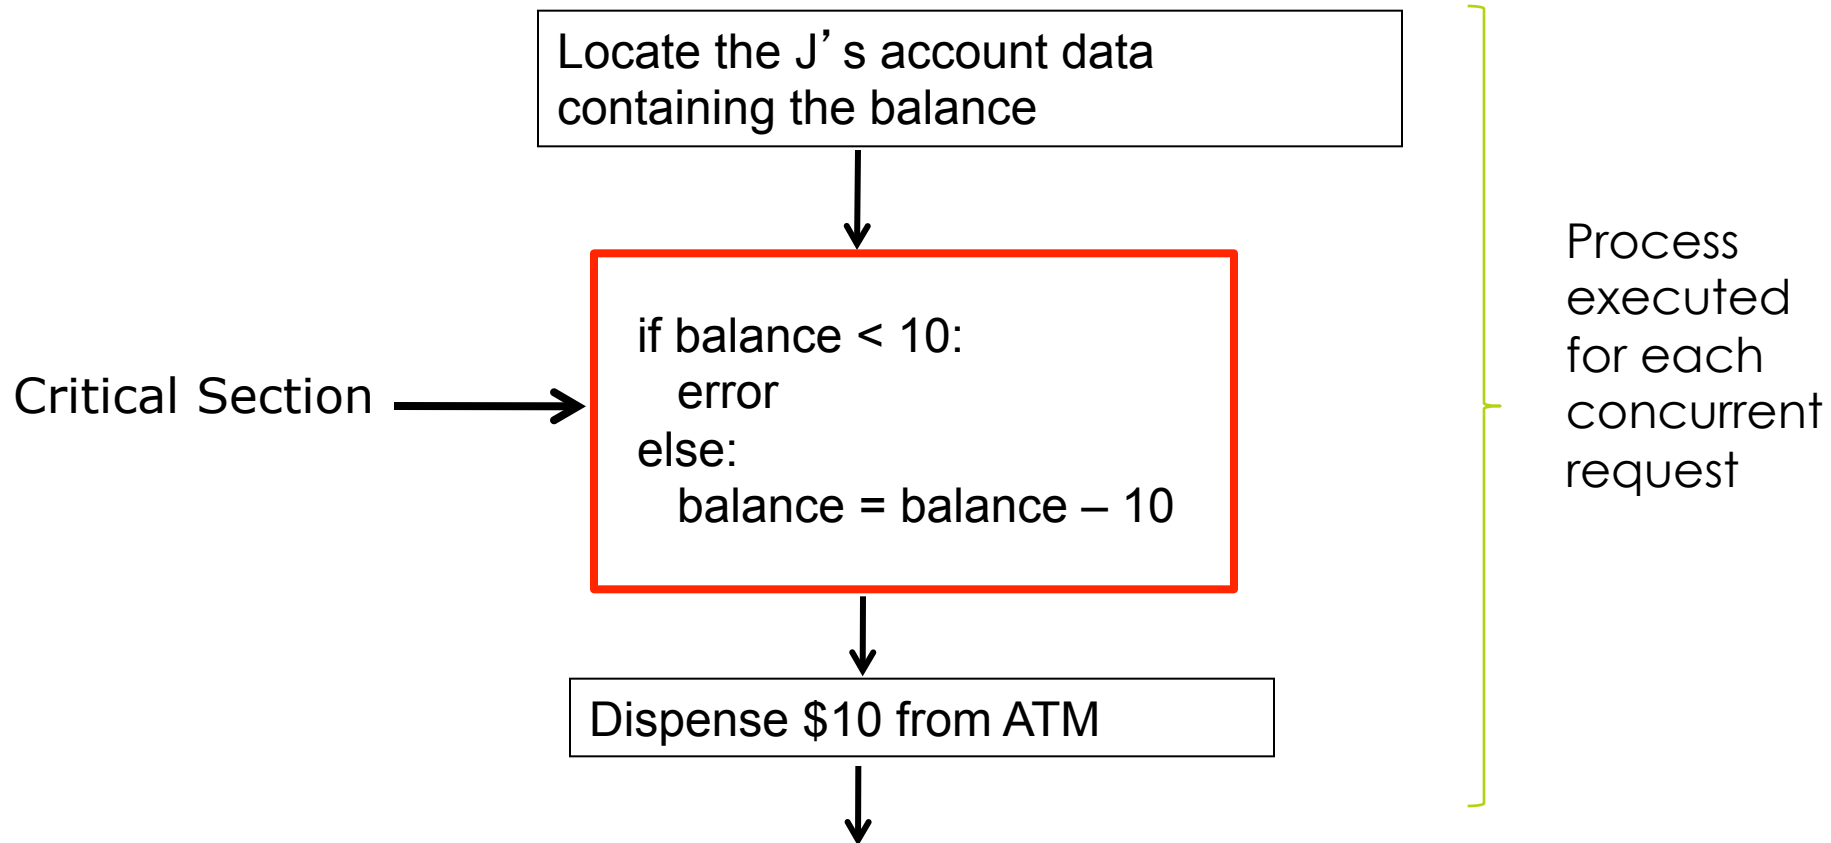 Locate the J’ s account data
containing the balance
if balance < 10:
error
else:
balance = balance – 10
Critical Section
Dispense $10 from ATM
Process
executed
for each
concurrent
request